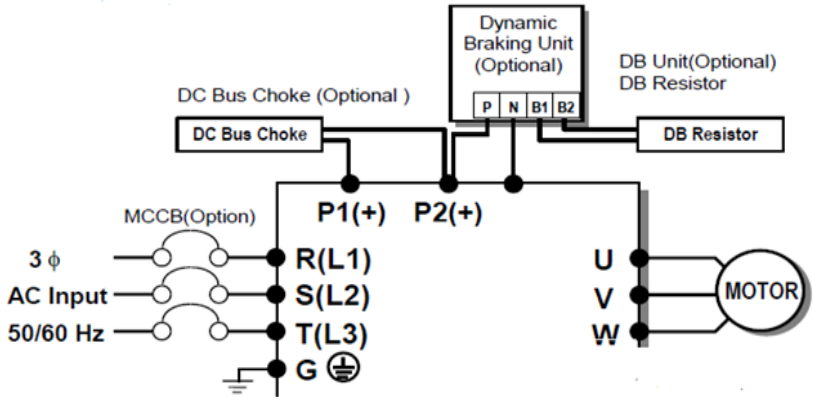 Dynamic
Braking Unit
(Optional)
DB Unit(Optional)
DB Resistor
DC Bus Choke (Optional )
P N B1 B2
DC Bus Choke
DB Resistor
P1(+) P2(+)
MCCB(Option)
3 ϕ
R(L1)
U
AC Input
S(L2)
V
MOTOR
50/60 Hz
T(L3)
W
G